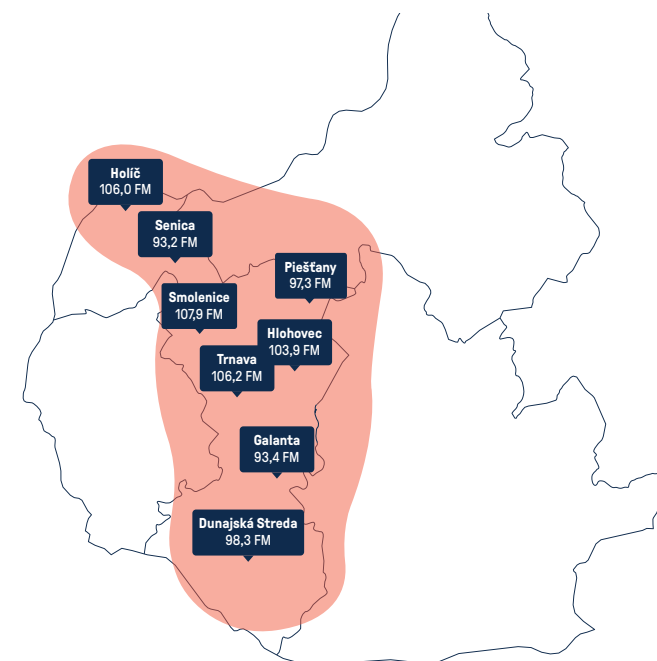 Holíč
106,0 FM
Senica
93,2 FM
Piešťany
97,3 FM
Smolenice
107,9 FM
Hlohovec
103,9 FM
Trnava
106,2 FM
Galanta
93,4 FM
Dunajská Streda
98,3 FM